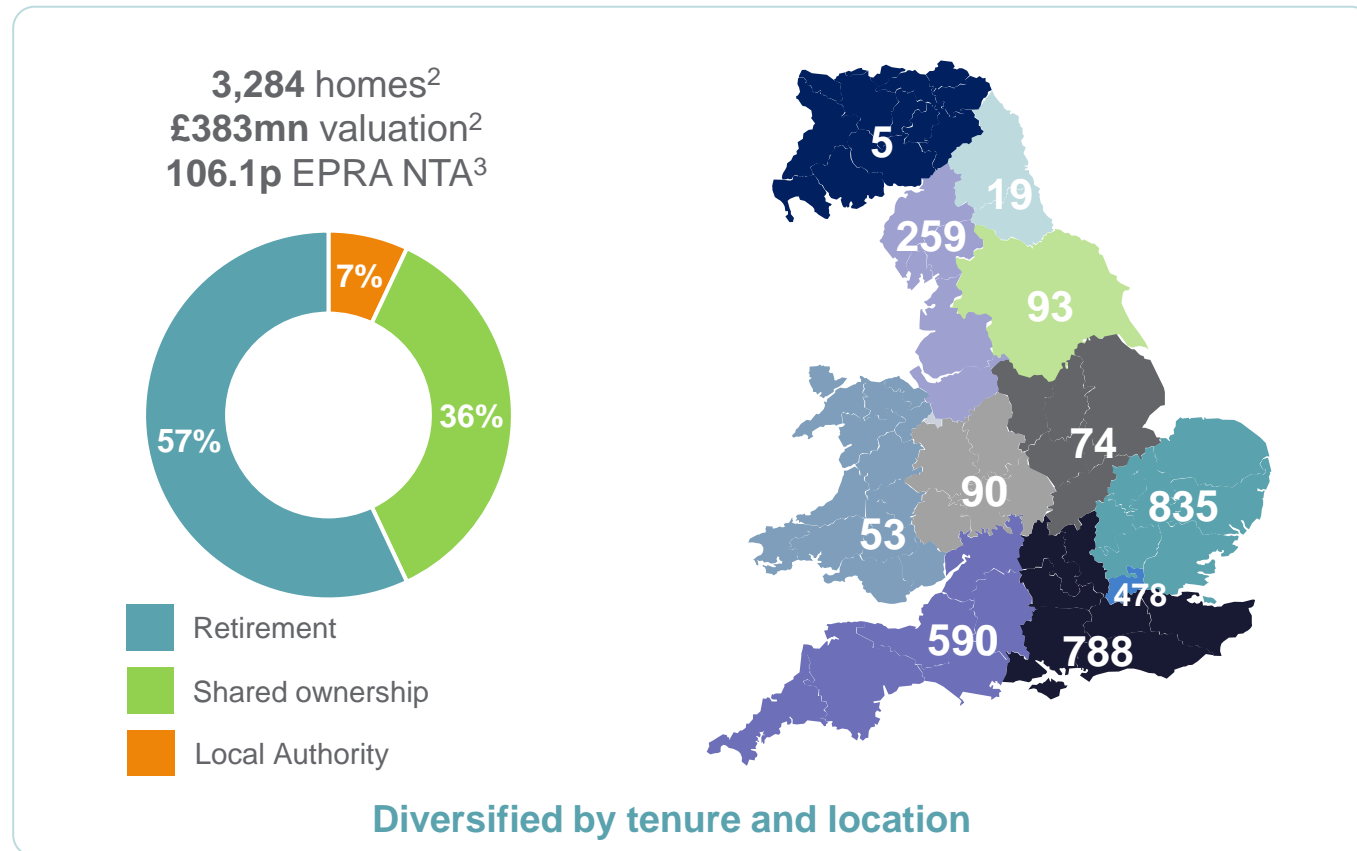 3,284 homes2
£383mn valuation2
106.1p EPRA NTA3
7%
36%
57%
Retirement
Shared ownership
Local Authority
5
19
259
93
74
90
835
53
478
590
788
Diversified by tenure and location